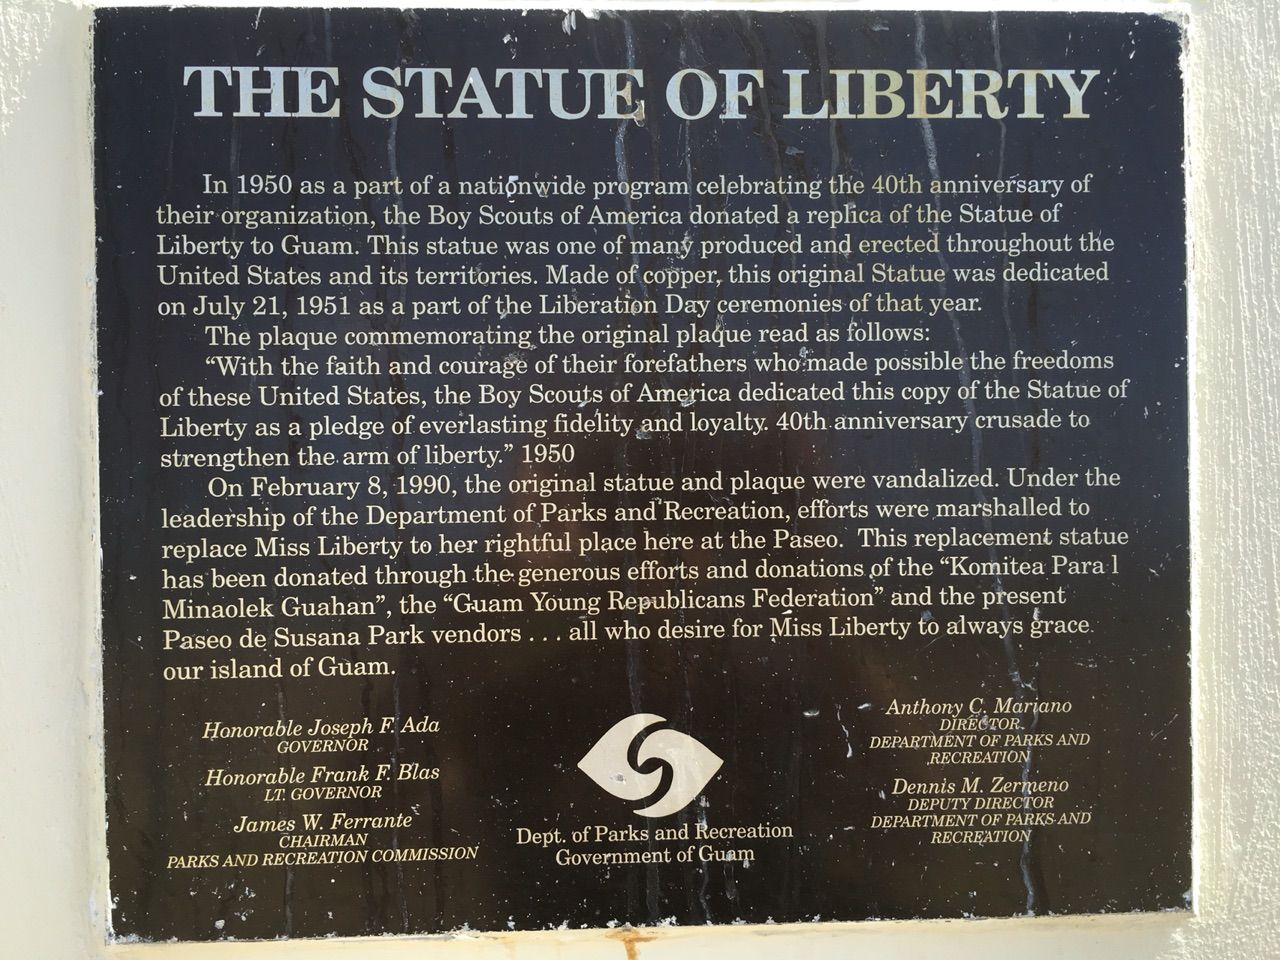 THE STATUE OF LIBERTY
In 1950 as a part of a nationwide program celebrating the 40th anniversary of
their organization, the Boy Scouts of America donated a replica of the Statue of
Liberty to Guam. This statue was one of many produced and erected throughout the
United States and its territories. Made of copper, this original Statue was dedicated
on July 21, 1951 as a part of the Liberation Day ceremonies of that year.
The plaque commemorating the original plaque read as follows:
“With the faith and courage of their forefathers who made possible the freedoms
of these United States, the Boy Scouts of America dedicated this copy of the Statue of
Liberty as a pledge of everlasting fidelity and loyalty. 40th anniversary crusade to
strengthen the arm of liberty.” 1950
On February 8, 1990, the original statue and plaque were vandalized. Under the
leadership of the Department of Parks and Recreation, efforts were marshalled to
replace Miss Liberty to her rightful place here at the Paseo. This replacement statue
has been donated through the generous efforts and donations of the “Komitea Para l
Minaolek Guahan”, the “Guam Young Republicans Federation” and the present
Paseo de Susana Park vendors . . . all who desire for Miss Liberty to always grace
our island of Guam.
Honorable Joseph F. Ada
GOVERNOR
Honorable Frank F. Blas
LT. GOVERNOR
James W. Ferrante
CHAIRMAN
PARKS AND RECREATION COMMISSION
Dept. of Parks and Recreation
Government of Guam
Anthony C. Mariano
DIRECTOR
DEPARTMENT OF PARKS AND
RECREATION
Dennis M. Zermeno
DEPUTY DIRECTOR
DEPARTMENT OF PARKS AND
RECREATION